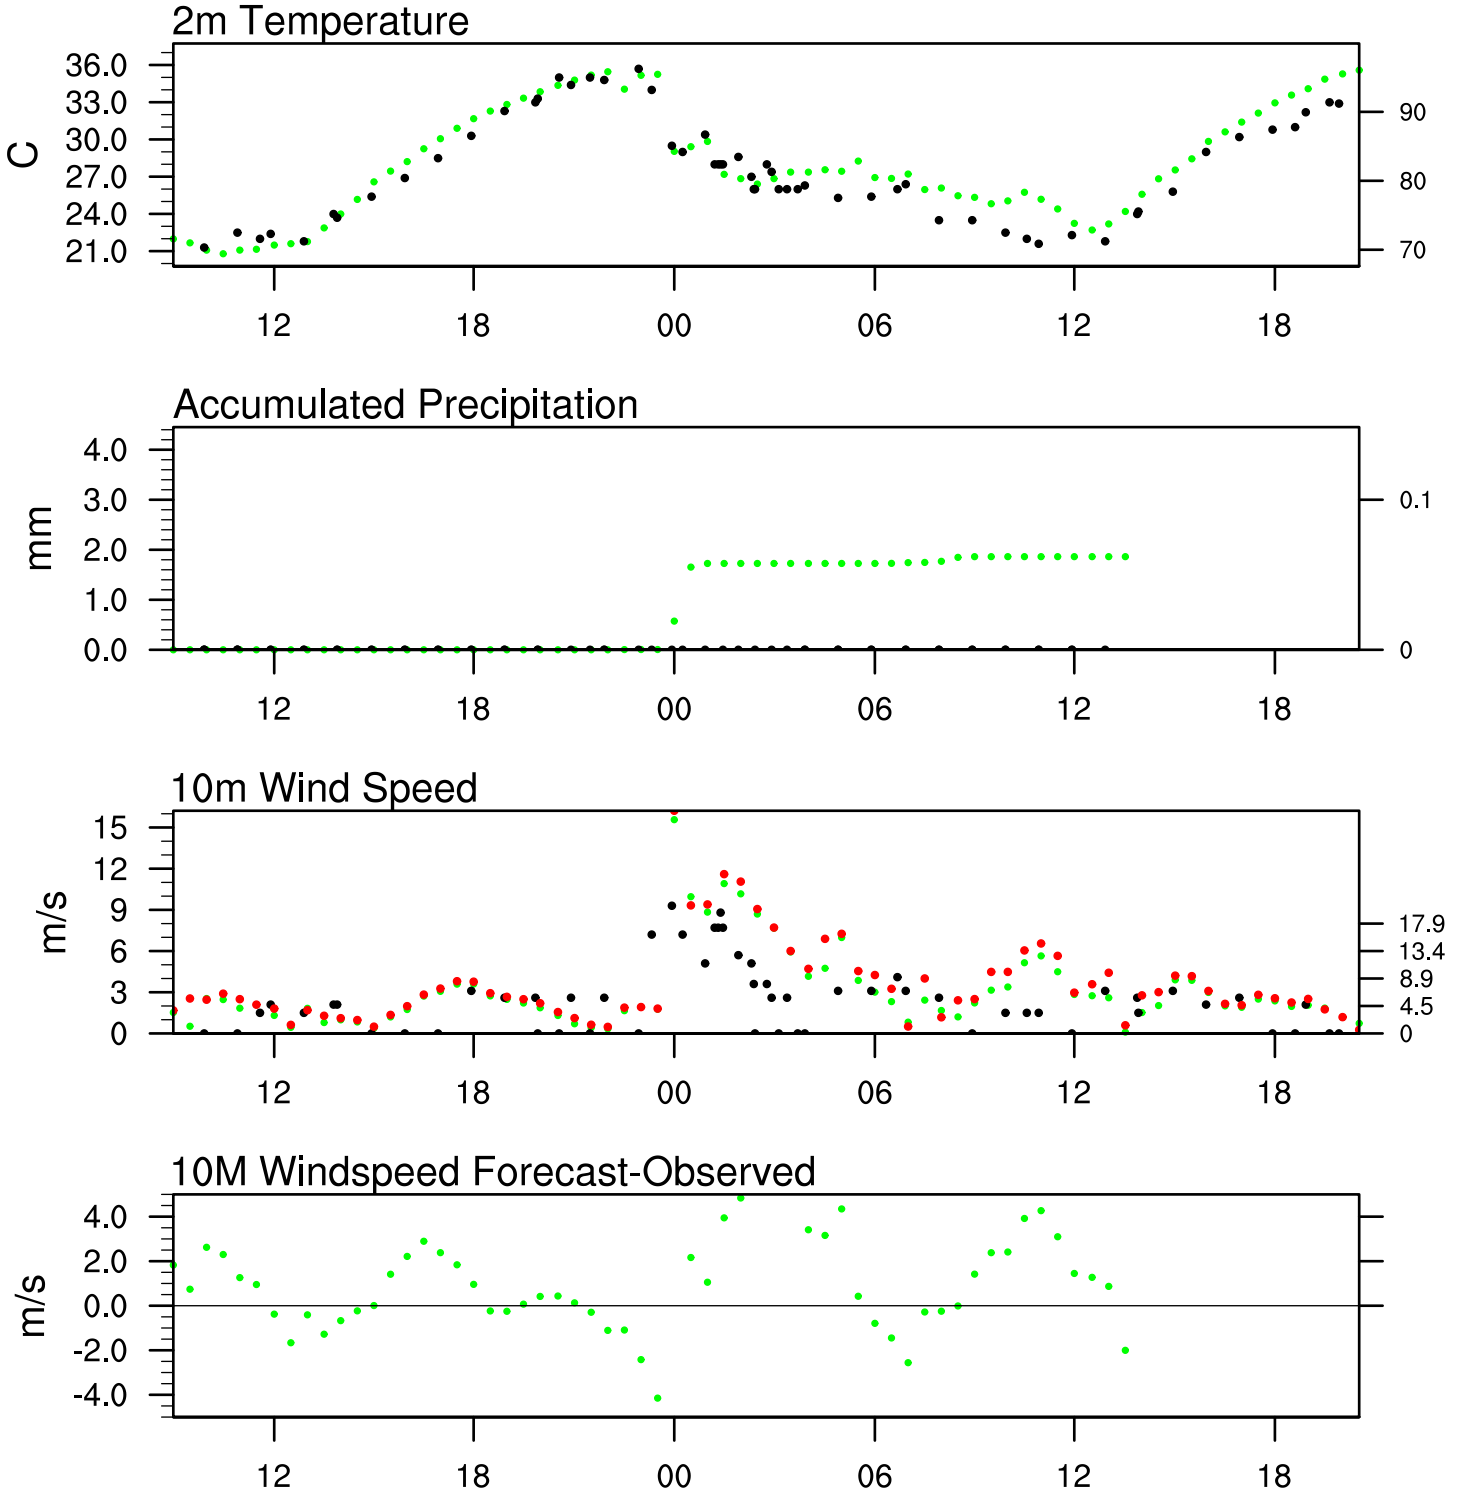 2m Temperature
36.0
33.0
30.0
27.0
24.0
21.0
C
90
80
70
12 18 00 06 12 18
Accumulated Precipitation
4.0
3.0
2.0
1.0
0.0
mm
0.1
0
12 18 00 06 12 18
10m Wind Speed
15
12
9
6
3
0
m/s
17.9
13.4
8.9
4.5
0
12 18 00 06 12 18
10M Windspeed Forecast-Observed
4.0
2.0
0.0
-2.0
-4.0
m/s
12 18 00 06 12 18